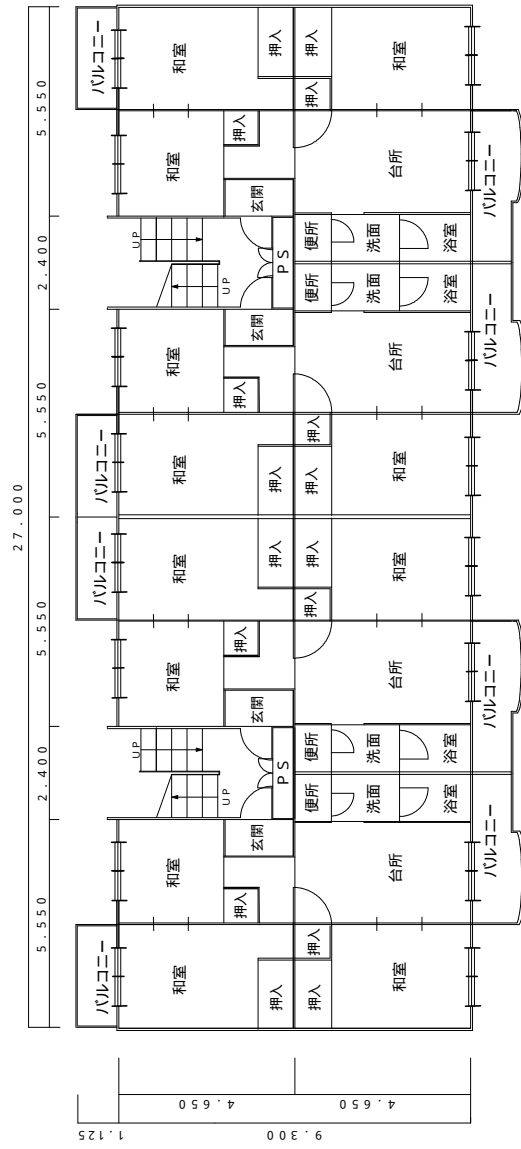 27.000
5.550
2.400
5.550
5.550
2.400
5.550
バルコニー
和室
押入
押入
和室
押入
和室
押入
台所
バルコニー
玄関
UP
便所
洗面
浴室
PS
UP
便所
洗面
浴室
玄関
和室
押入
台所
バルコニー
バルコニー
和室
押入
押入
押入
和室
バルコニー
和室
押入
押入
和室
押入
和室
押入
台所
バルコニー
玄関
UP
便所
洗面
浴室
PS
UP
便所
洗面
浴室
玄関
和室
押入
台所
バルコニー
バルコニー
和室
押入
押入
押入
和室
4.650
4.650
1.125
9.300